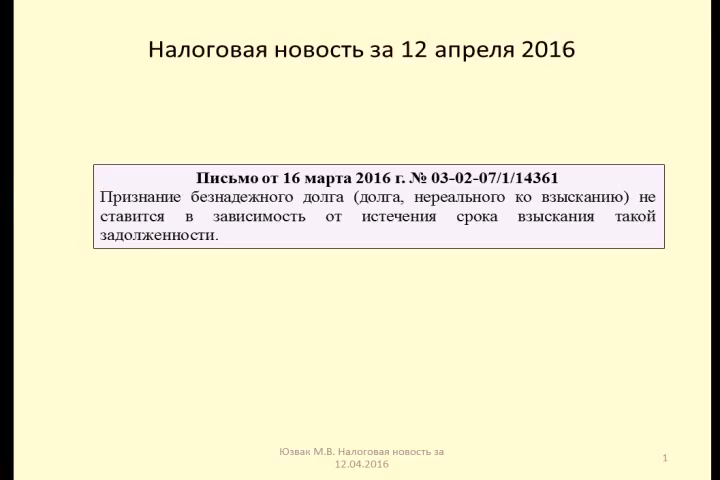 Налоговая новость за 12 апреля 2016
Письмо от 16 марта 2016 г. № 03-02-07/1/14361
Признание безнадежного долга (долга, нереального ко взысканию) не
ставится в зависимость от истечения срока взыскания такой
задолженности.
Юзвак М.В. Налоговая новость за
12.04.2016
1